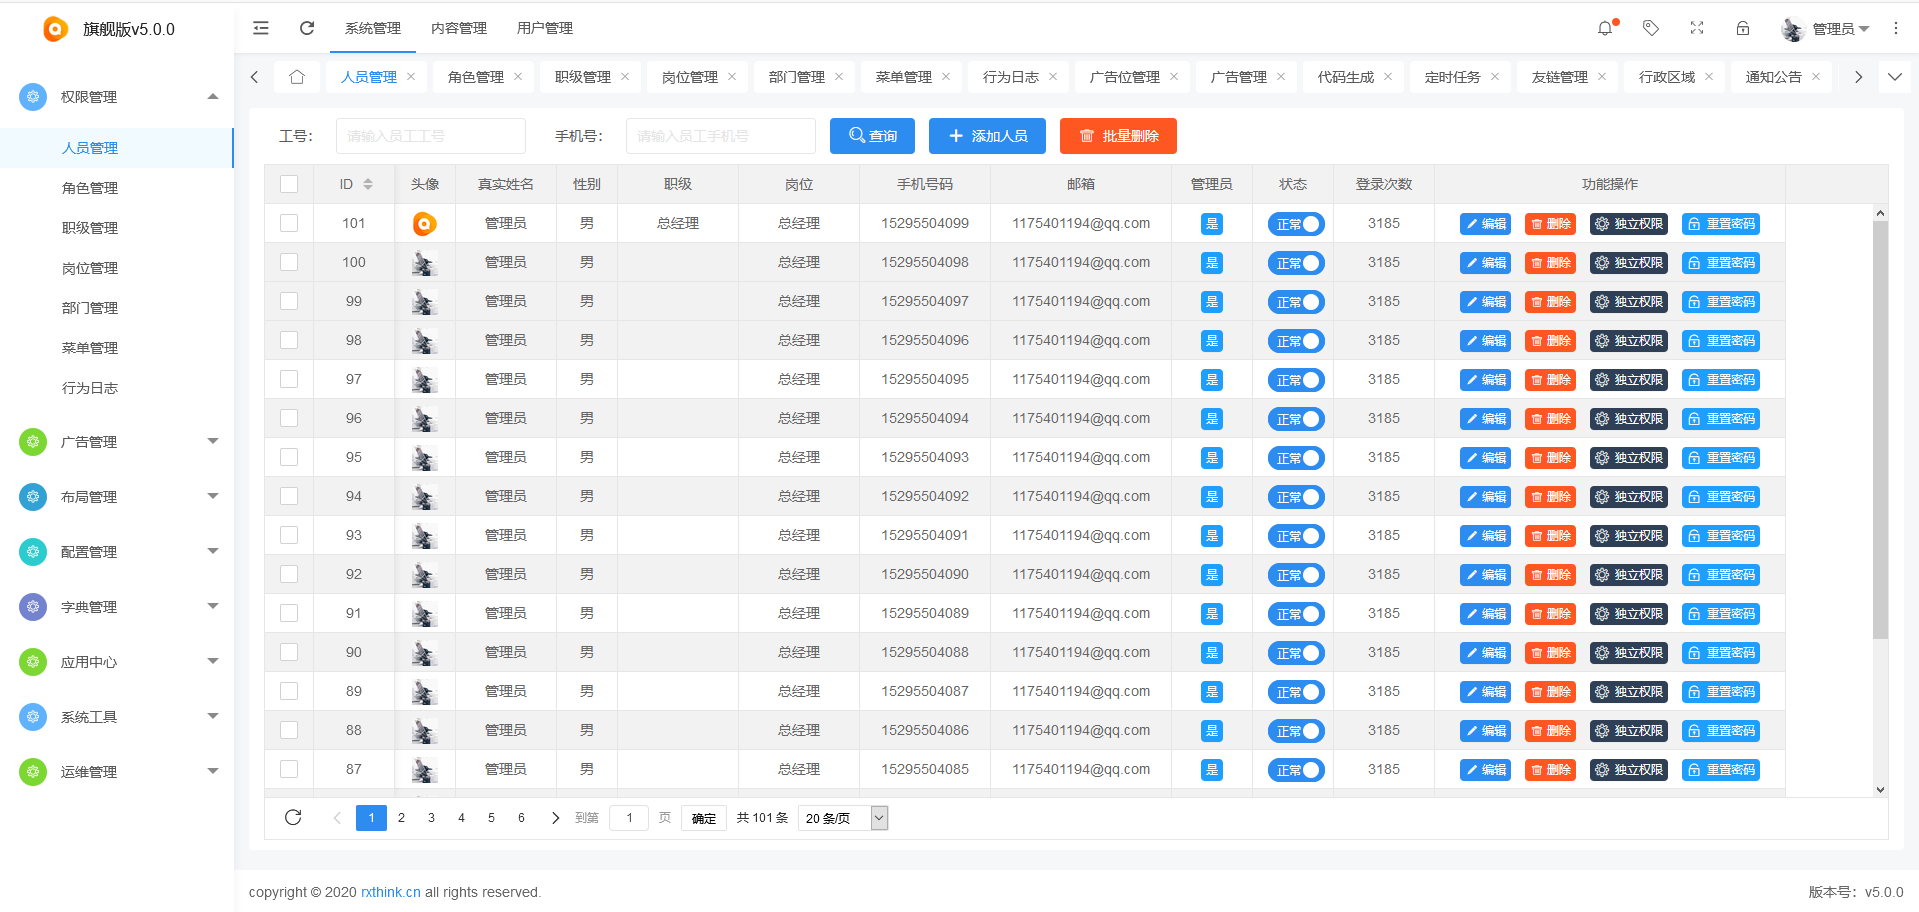 旗舰版v5.0.0
系统管理 内容管理 用户管理
管理员
权限管理
人员管理
角色管理
职级管理
岗位管理
部门管理
菜单管理
行为日志
广告管理
布局管理
配置管理
字典管理
应用中心
系统工具
运维管理
人员管理 角色管理 职级管理 岗位管理 部门管理 菜单管理 行为日志 广告位管理 广告管理 代码生成 定时任务 友链管理 行政区域 通知公告
工号: 请输入员工工号 手机号: 请输入员工手机号 查询 添加人员 批量删除
ID 头像 真实姓名 性别 职级 岗位 手机号码 邮箱 管理员 状态 登录次数 功能操作
101 管理员 男 总经理 总经理 15295504099 1175401194@qq.com 是 正常 3185 编辑 删除 独立权限 重置密码
100 管理员 男 总经理 15295504098 1175401194@qq.com 是 正常 3185 编辑 删除 独立权限 重置密码
99 管理员 男 总经理 15295504097 1175401194@qq.com 是 正常 3185 编辑 删除 独立权限 重置密码
98 管理员 男 总经理 15295504096 1175401194@qq.com 是 正常 3185 编辑 删除 独立权限 重置密码
97 管理员 男 总经理 15295504095 1175401194@qq.com 是 正常 3185 编辑 删除 独立权限 重置密码
96 管理员 男 总经理 15295504094 1175401194@qq.com 是 正常 3185 编辑 删除 独立权限 重置密码
95 管理员 男 总经理 15295504093 1175401194@qq.com 是 正常 3185 编辑 删除 独立权限 重置密码
94 管理员 男 总经理 15295504092 1175401194@qq.com 是 正常 3185 编辑 删除 独立权限 重置密码
93 管理员 男 总经理 15295504091 1175401194@qq.com 是 正常 3185 编辑 删除 独立权限 重置密码
92 管理员 男 总经理 15295504090 1175401194@qq.com 是 正常 3185 编辑 删除 独立权限 重置密码
91 管理员 男 总经理 15295504089 1175401194@qq.com 是 正常 3185 编辑 删除 独立权限 重置密码
90 管理员 男 总经理 15295504088 1175401194@qq.com 是 正常 3185 编辑 删除 独立权限 重置密码
89 管理员 男 总经理 15295504087 1175401194@qq.com 是 正常 3185 编辑 删除 独立权限 重置密码
88 管理员 男 总经理 15295504086 1175401194@qq.com 是 正常 3185 编辑 删除 独立权限 重置密码
87 管理员 男 总经理 15295504085 1175401194@qq.com 是 正常 3185 编辑 删除 独立权限 重置密码
1 2 3 4 5 6 到第 1 页 确定 共 101 条 20 条/页
copyright © 2020 rxthink.cn all rights reserved.
版本号: v5.0.0